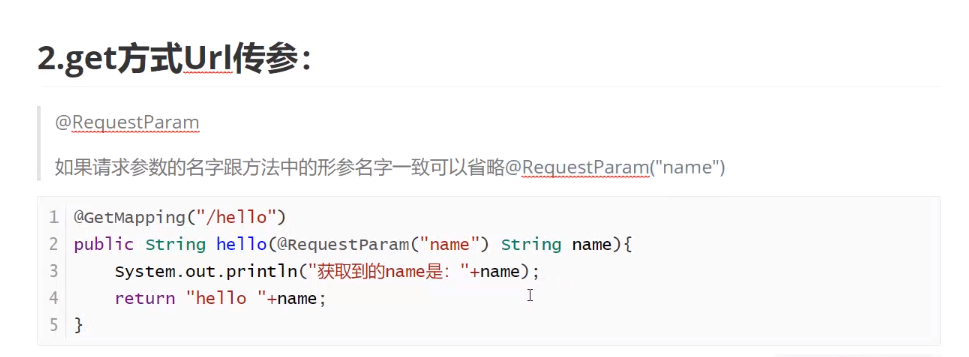 2.get方式Url传参：
@RequestParam
如果请求参数的名字跟方法中的形参名字一致可以省略@RequestParam("name")
1 @GetMapping("/hello")
2 public String hello(@RequestParam("name") String name){
3     System.out.println("获取到的name是："+name);
4     return "hello "+name;
5 }